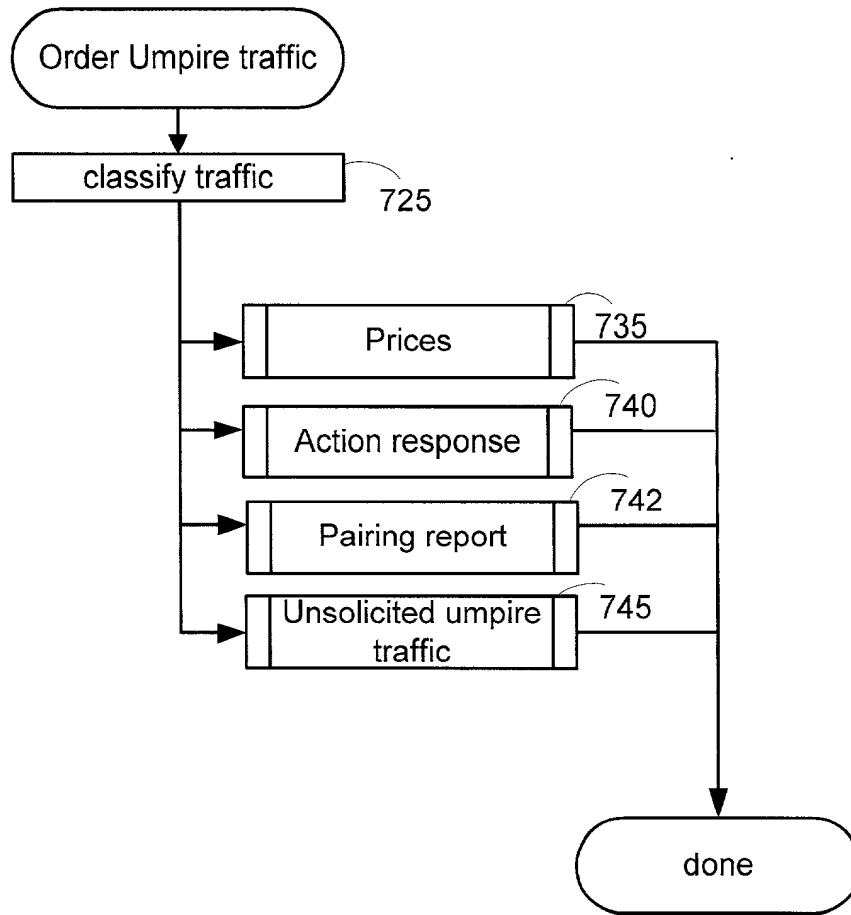 Order Umpire traffic
classify traffic
725
Prices
735
Action response
740
Pairing report
742
Unsolicited umpire
traffic
745
done